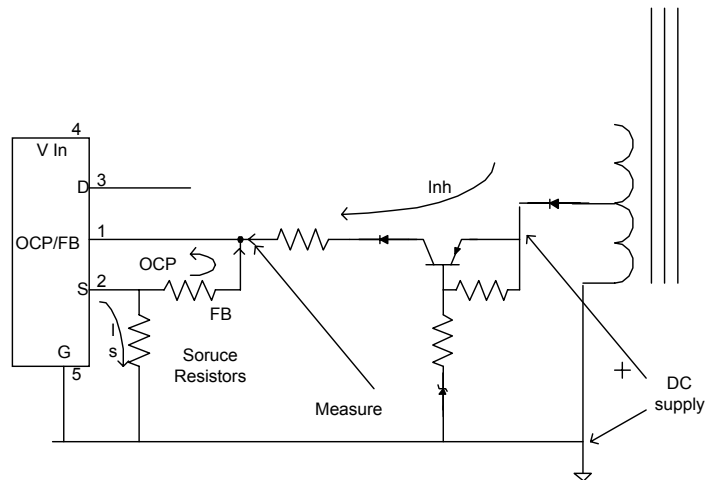 4
V In
D 3
Inh
1
OCP/FB
OCP
S 2
FB
I
s
G
5
Soruce
Resistors
Measure
+
DC
supply